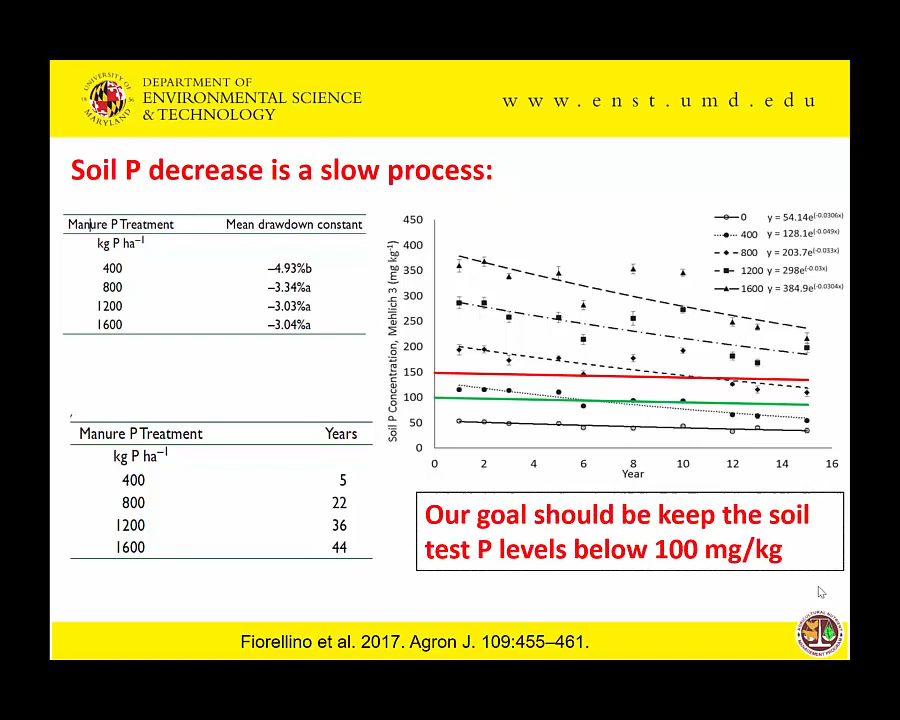 UNIVERSITY OF
MARYLAND
18 56
DEPARTMENT OF
ENVIRONMENTAL SCIENCE
& TECHNOLOGY
www.enst.umd.edu
Soil P decrease is a slow process:
Manure P Treatment Mean drawdown constant
kg P ha⁻¹
400 –4.93%b
800 –3.34%a
1200 –3.03%a
1600 –3.04%a
,
Manure P Treatment Years
kg P ha⁻¹
400 5
800 22
1200 36
1600 44
Soil P Concentration, Mehlich 3 (mg kg⁻¹)
450
400
350
300
250
200
150
100
50
0
0 2 4 6 8 10 12 14 16
Year
0 y = 54.14e(-0.0306x)
400 y = 128.1e(-0.049x)
800 y = 203.7e(-0.033x)
1200 y = 298e(-0.03x)
1600 y = 384.9e(-0.0304x)
Our goal should be keep the soil
test P levels below 100 mg/kg
Fiorellino et al. 2017. Agron J. 109:455–461.
AGRICULTURAL NUTRIENT
MANAGEMENT PROGRAM